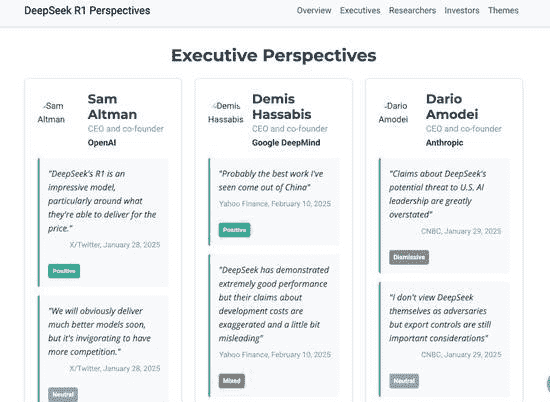 DeepSeek R1 Perspectives
Overview Executives Researchers Investors Themes
Executive Perspectives
Sam
Altman
Sam
Altman
CEO and co-founder
OpenAI
"DeepSeek's R1 is an
impressive model,
particularly around what
they're able to deliver for the
price."
X/Twitter, January 28, 2025
Positive
"We will obviously deliver
much better models soon,
but it's invigorating to have
more competition."
X/Twitter, January 28, 2025
Neutral
Demis
Hassabis
Demis
Hassabis
CEO and co-founder
Google DeepMind
"Probably the best work I've
seen come out of China"
Yahoo Finance, February 10, 2025
Positive
"DeepSeek has demonstrated
extremely good performance
but their claims about
development costs are
exaggerated and a little bit
misleading"
Yahoo Finance, February 10, 2025
Mixed
Dario
Amodei
Dario
Amodei
CEO and co-founder
Anthropic
"Claims about DeepSeek's
potential threat to U.S. AI
leadership are greatly
overstated"
CNBC, January 29, 2025
Dismissive
"I don't view DeepSeek
themselves as adversaries
but export controls are still
important considerations"
CNBC, January 29, 2025
Neutral